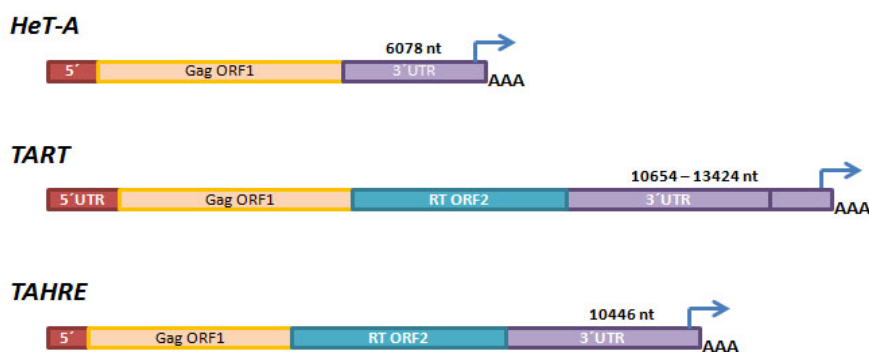 HeT-A
6078 nt
5´ Gag ORF1 3´UTR AAA
TART
10654 – 13424 nt
5´UTR Gag ORF1 RT ORF2 3´UTR AAA
TAHRE
10446 nt
5´ Gag ORF1 RT ORF2 3´UTR AAA